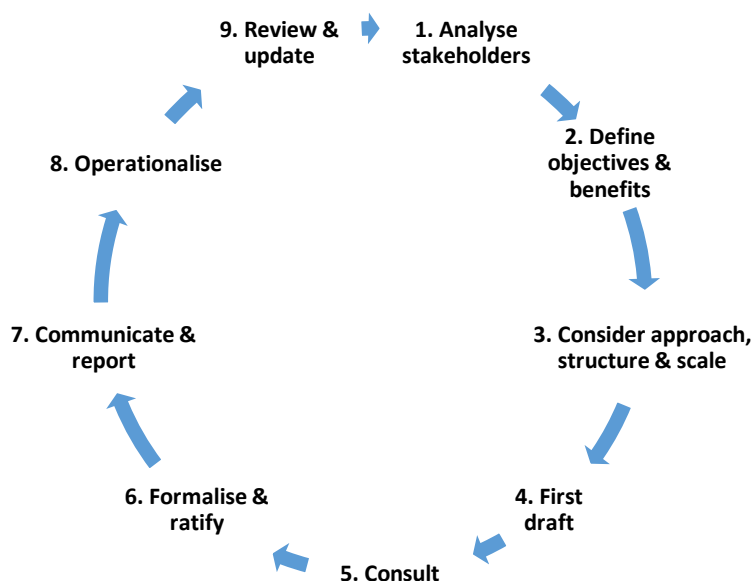 1. Analyse
stakeholders
2. Define
objectives &
benefits
3. Consider approach,
structure & scale
4. First
draft
5. Consult
6. Formalise &
ratify
7. Communicate &
report
8. Operationalise
9. Review &
update